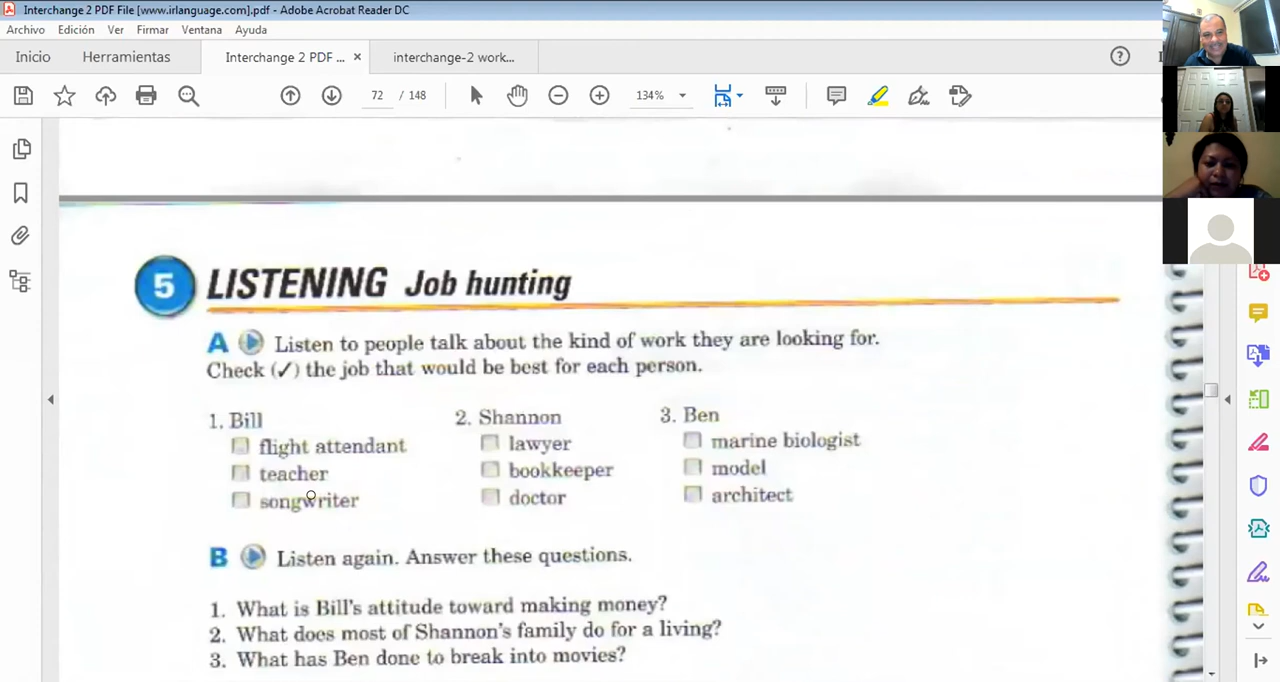 Interchange 2 PDF File [www.irlanguage.com].pdf - Adobe Acrobat Reader DC
Archivo Edición Ver Firmar Ventana Ayuda
Inicio Herramientas Interchange 2 PDF ... × interchange-2 work...
72 / 148 134%
5 LISTENING Job hunting
A Listen to people talk about the kind of work they are looking for.
Check (✓) the job that would be best for each person.
1. Bill 2. Shannon 3. Ben
flight attendant lawyer marine biologist
teacher bookkeeper model
songwriter doctor architect
B Listen again. Answer these questions.
1. What is Bill's attitude toward making money?
2. What does most of Shannon's family do for a living?
3. What has Ben done to break into movies?